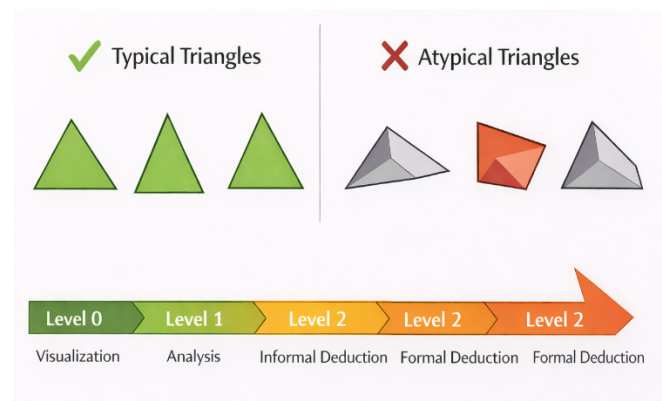 Typical Triangles
Atypical Triangles
Level 0
Level 1
Level 2
Level 2
Level 2
Visualization
Analysis
Informal Deduction
Formal Deduction
Formal Deduction